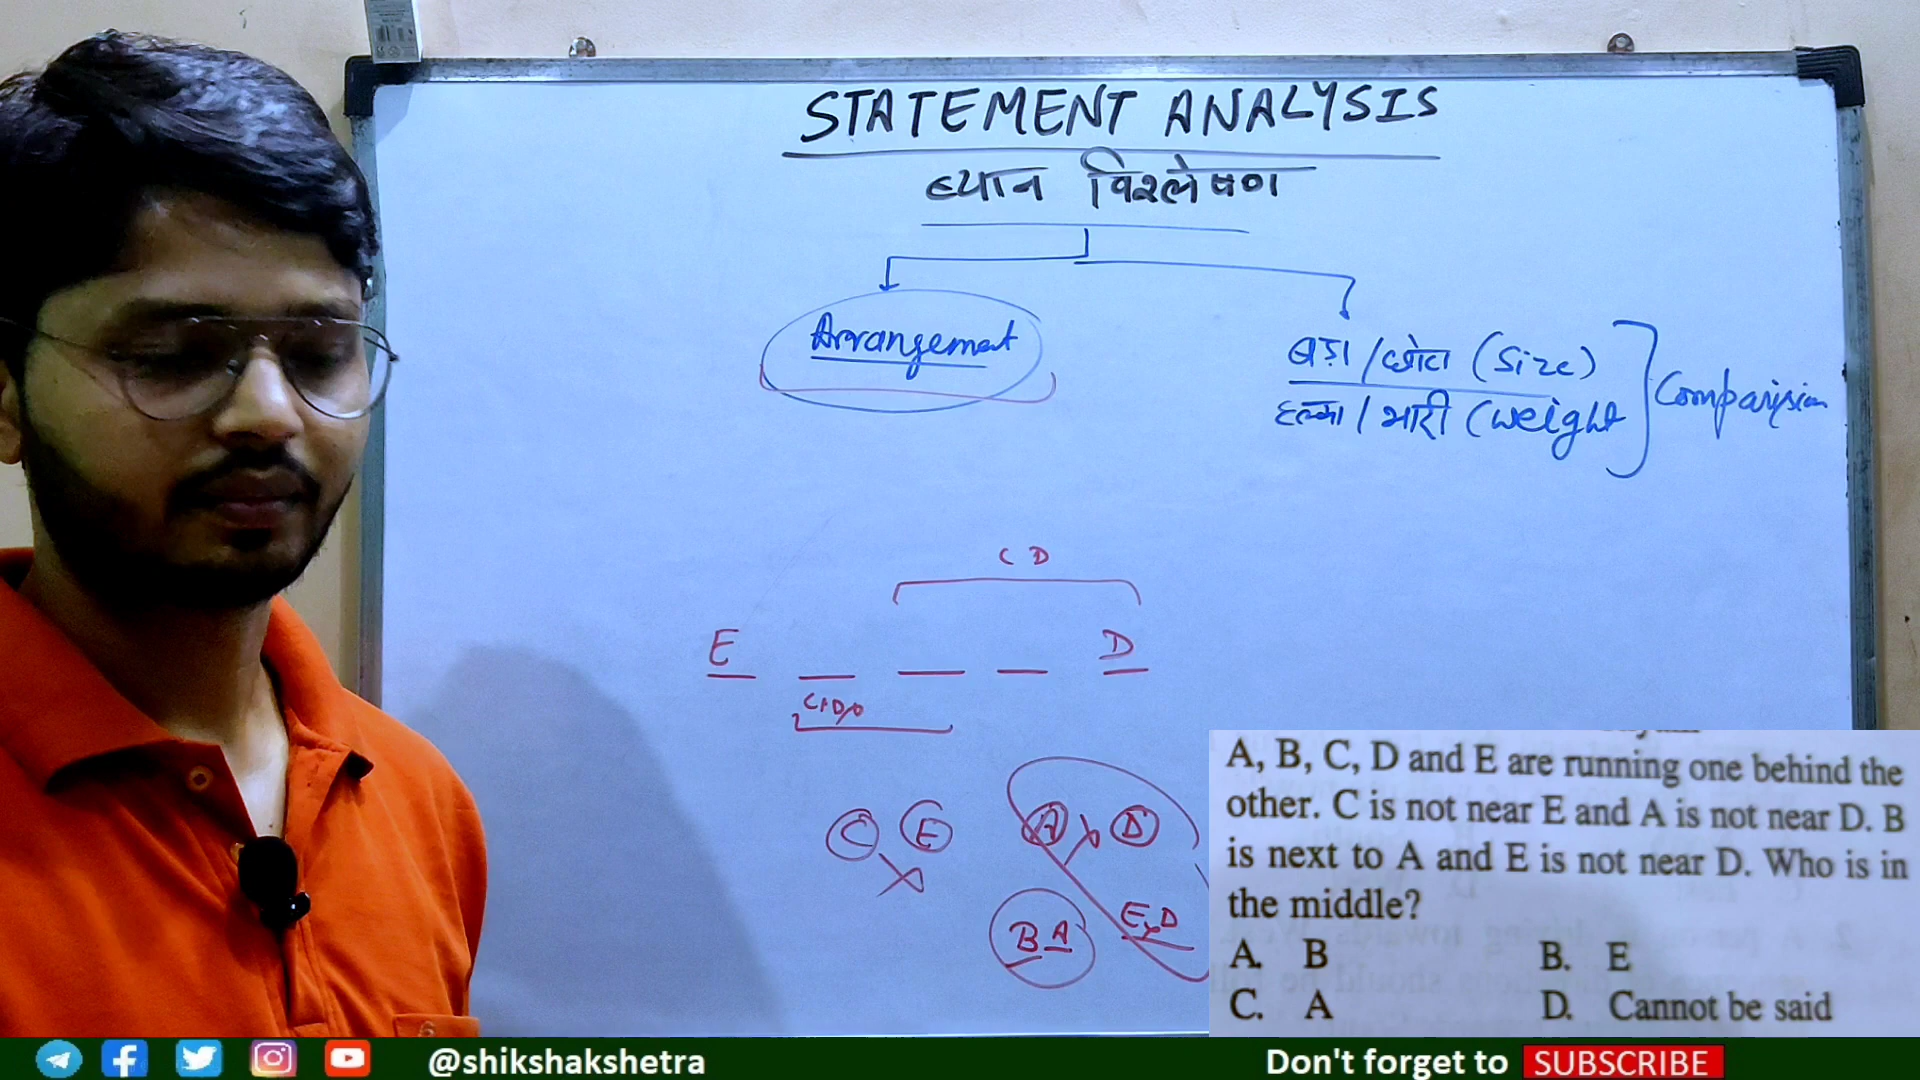 STATEMENT ANALYSIS
ध्यान विश्लेषण
Arrangement
बड़ा / छोटा (Size)
हल्का / भारी (weight
Comparision
C D
E D
C E
A D
B A
E D
A, B, C, D and E are running one behind the
other. C is not near E and A is not near D. B
is next to A and E is not near D. Who is in
the middle?
A. B B. E
C. A D. Cannot be said
@shikshakshetra
Don't forget to SUBSCRIBE